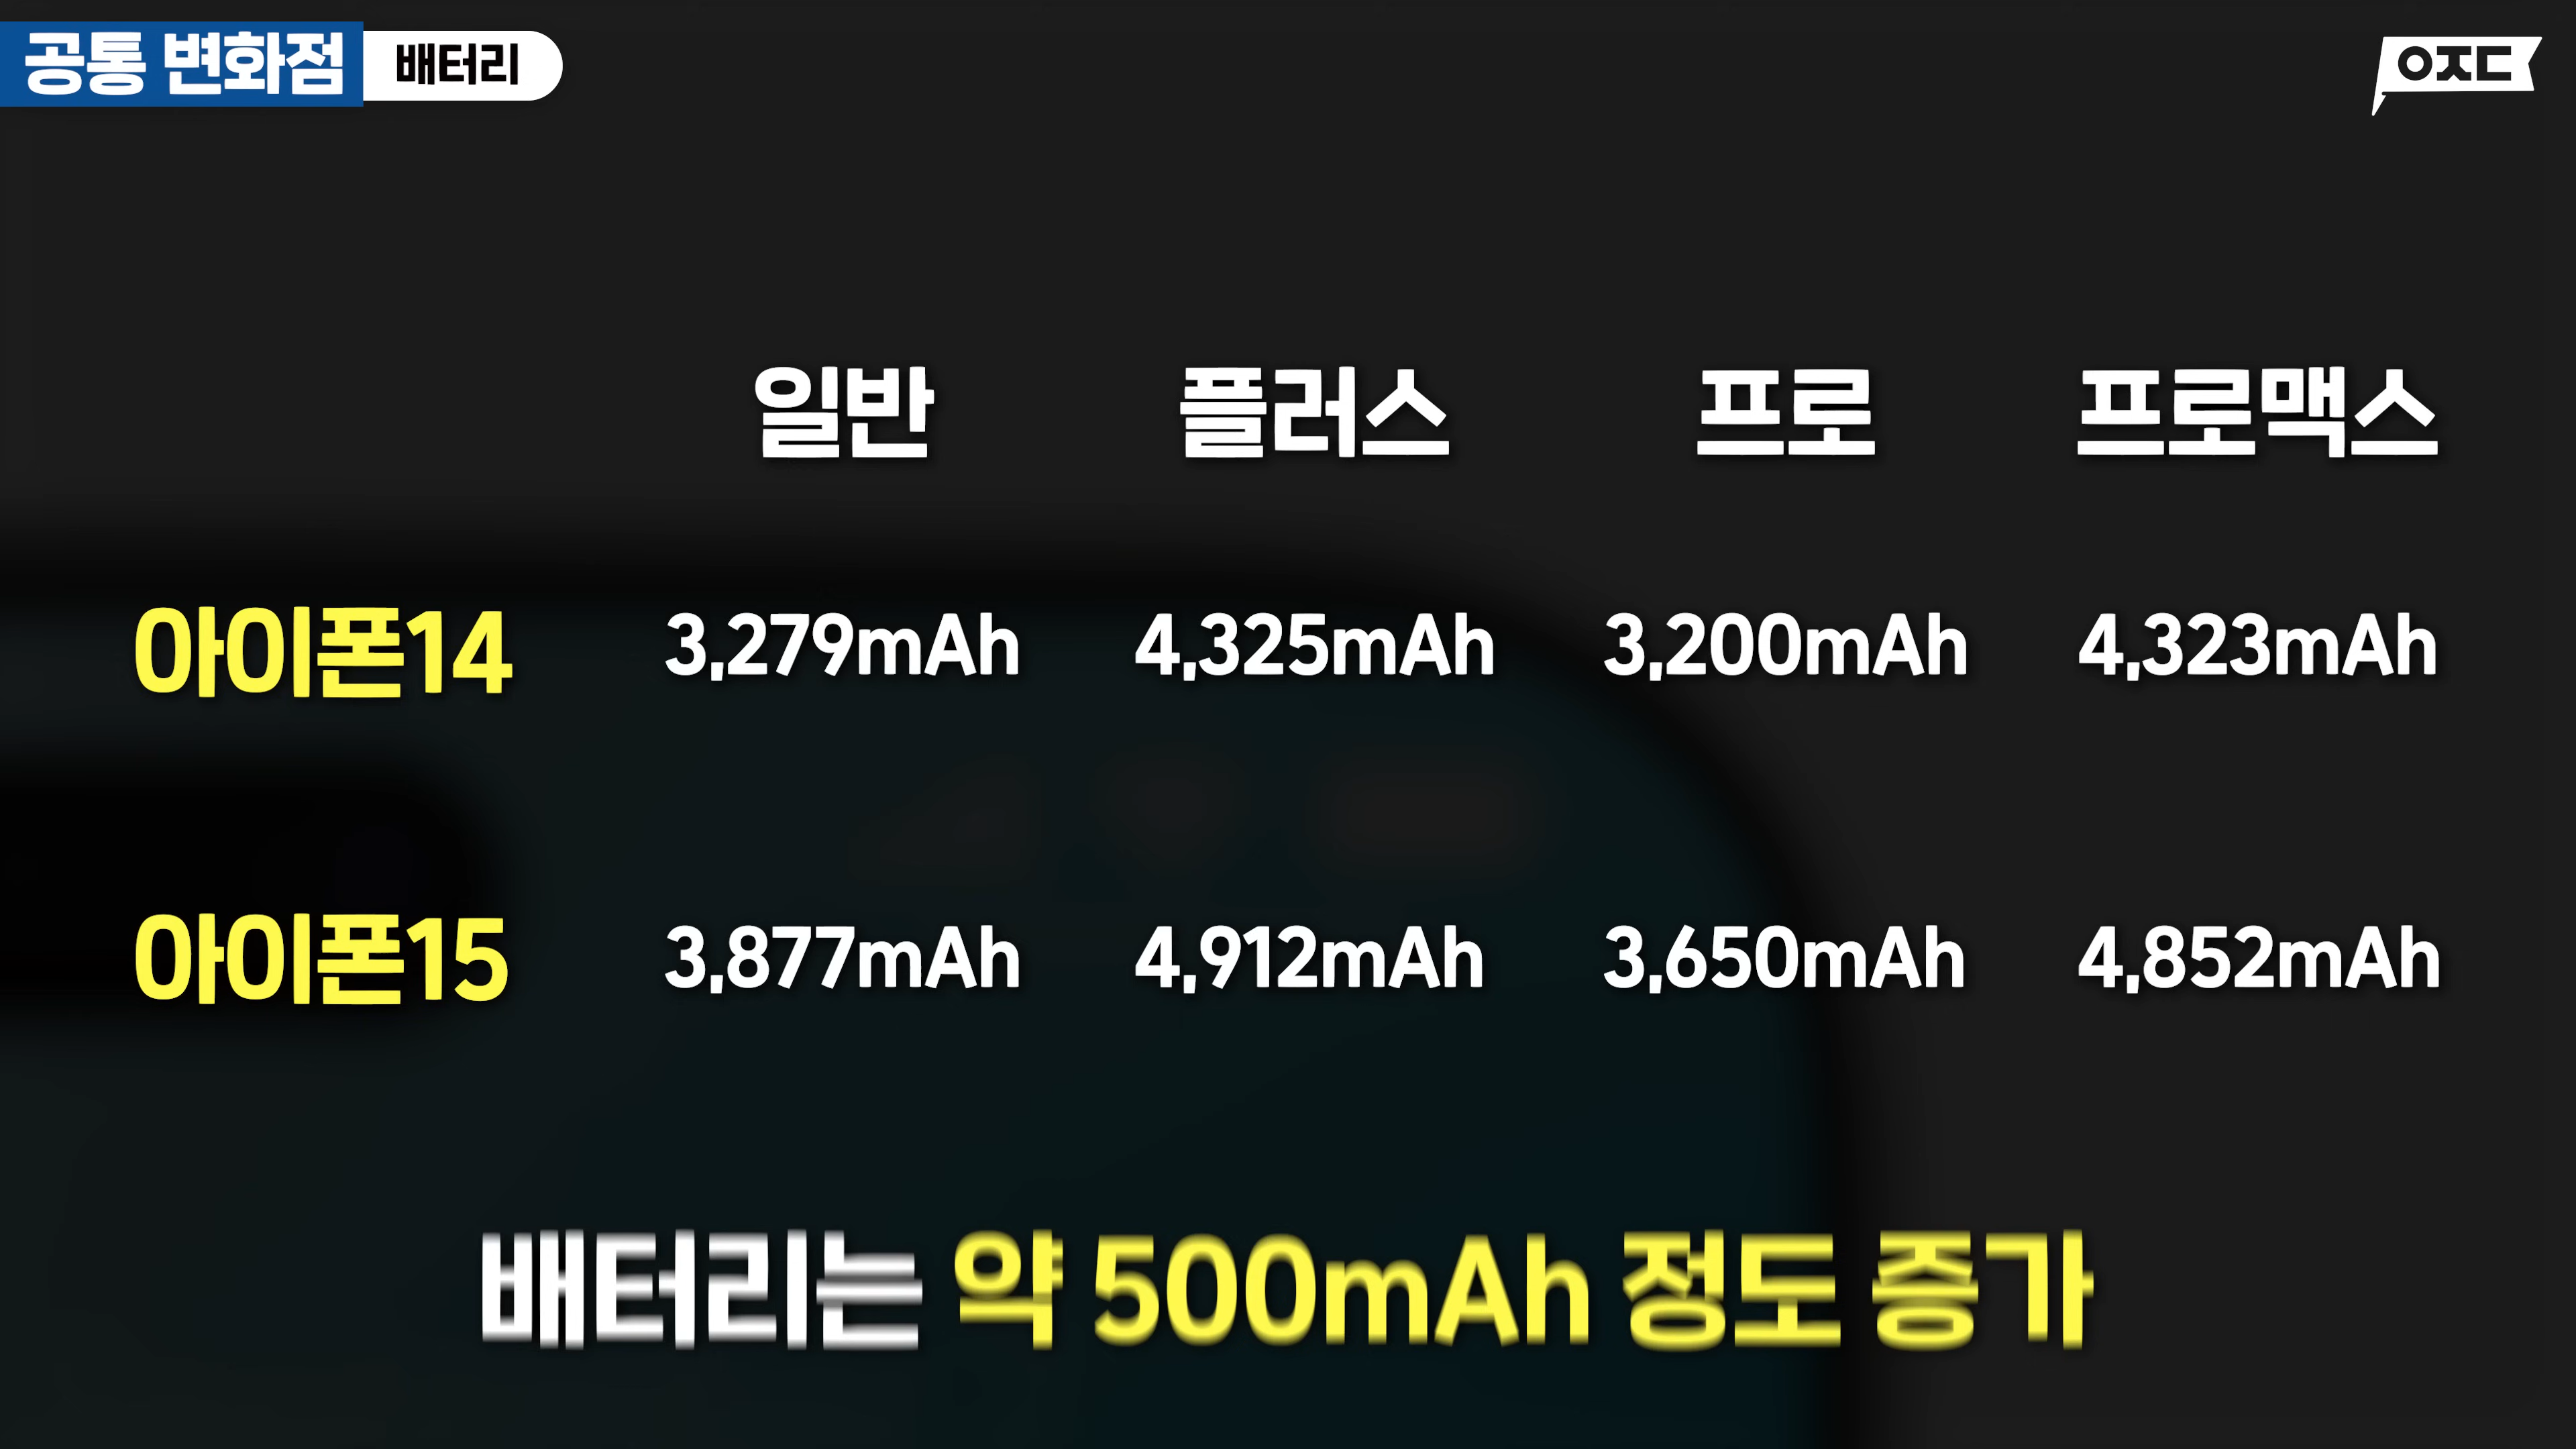 공통 변화점 배터리
ㅇㅈㄷ
일반 플러스 프로 프로맥스
아이폰14 3,279mAh 4,325mAh 3,200mAh 4,323mAh
아이폰15 3,877mAh 4,912mAh 3,650mAh 4,852mAh
배터리는 약 500mAh 정도 증가